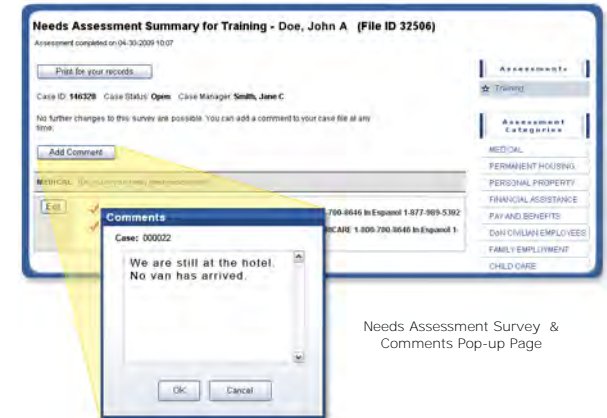 Needs Assessment Summary for Training - Doe, John A (File ID 32506)
Assessment completed on 04-30-2009 10:07
Print for your records
Case ID: 146328 Case Status: Open Case Manager: Smith, Jane C
No further changes to this survey are possible. You can add a comment to your case file at any
time.
Add Comment
MEDICAL
Edit
-700-8646 In Espanol 1-877-989-5392
ICARE 1-800-700-8646 In Espanol 1-
Assessments
Training
Assessment
Categories
MEDICAL
PERMANENT HOUSING
PERSONAL PROPERTY
FINANCIAL ASSISTANCE
PAY AND BENEFITS
DoN CIVILIAN EMPLOYEES
FAMILY EMPLOYMENT
CHILD CARE
Comments
Case: 000022
We are still at the hotel.
No van has arrived.
OK
Cancel
Needs Assessment Survey &
Comments Pop-up Page